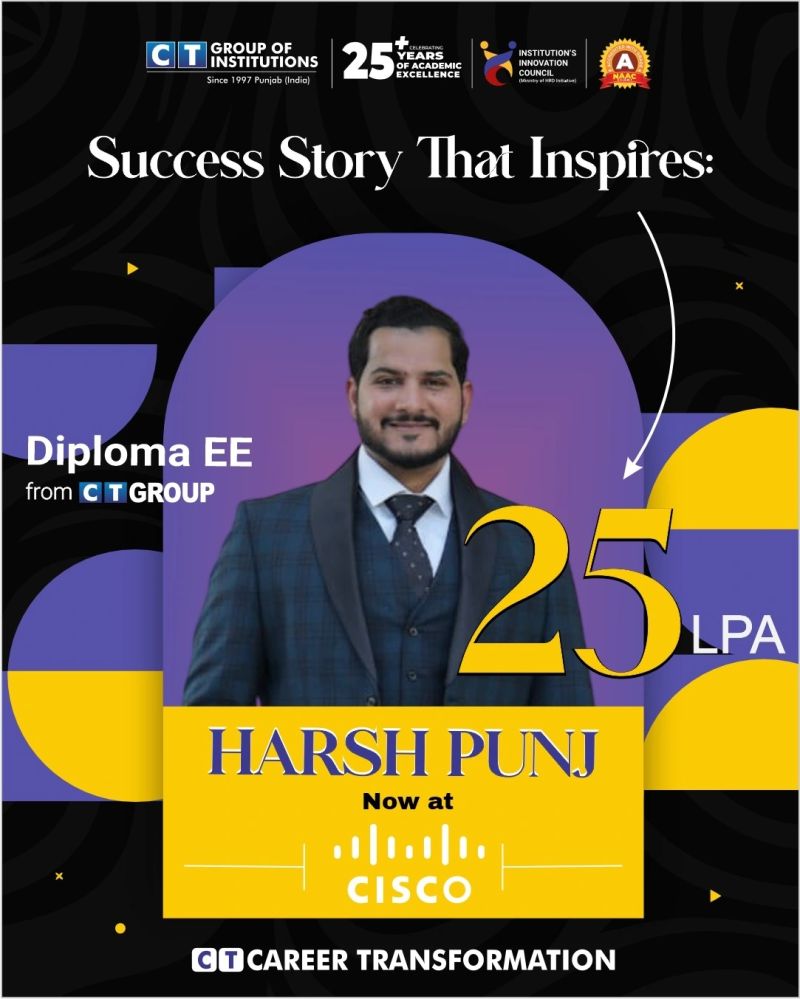 CT GROUP OF INSTITUTIONS
Since 1997 Punjab (India)
25+ CELEBRATING YEARS OF ACADEMIC EXCELLENCE
INSTITUTION'S INNOVATION COUNCIL
(Ministry of HRD Initiative)
A
NAAC
Success Story That Inspires:
Diploma EE
from CT GROUP
25 LPA
HARSH PUNJ
Now at
CISCO
CT CAREER TRANSFORMATION